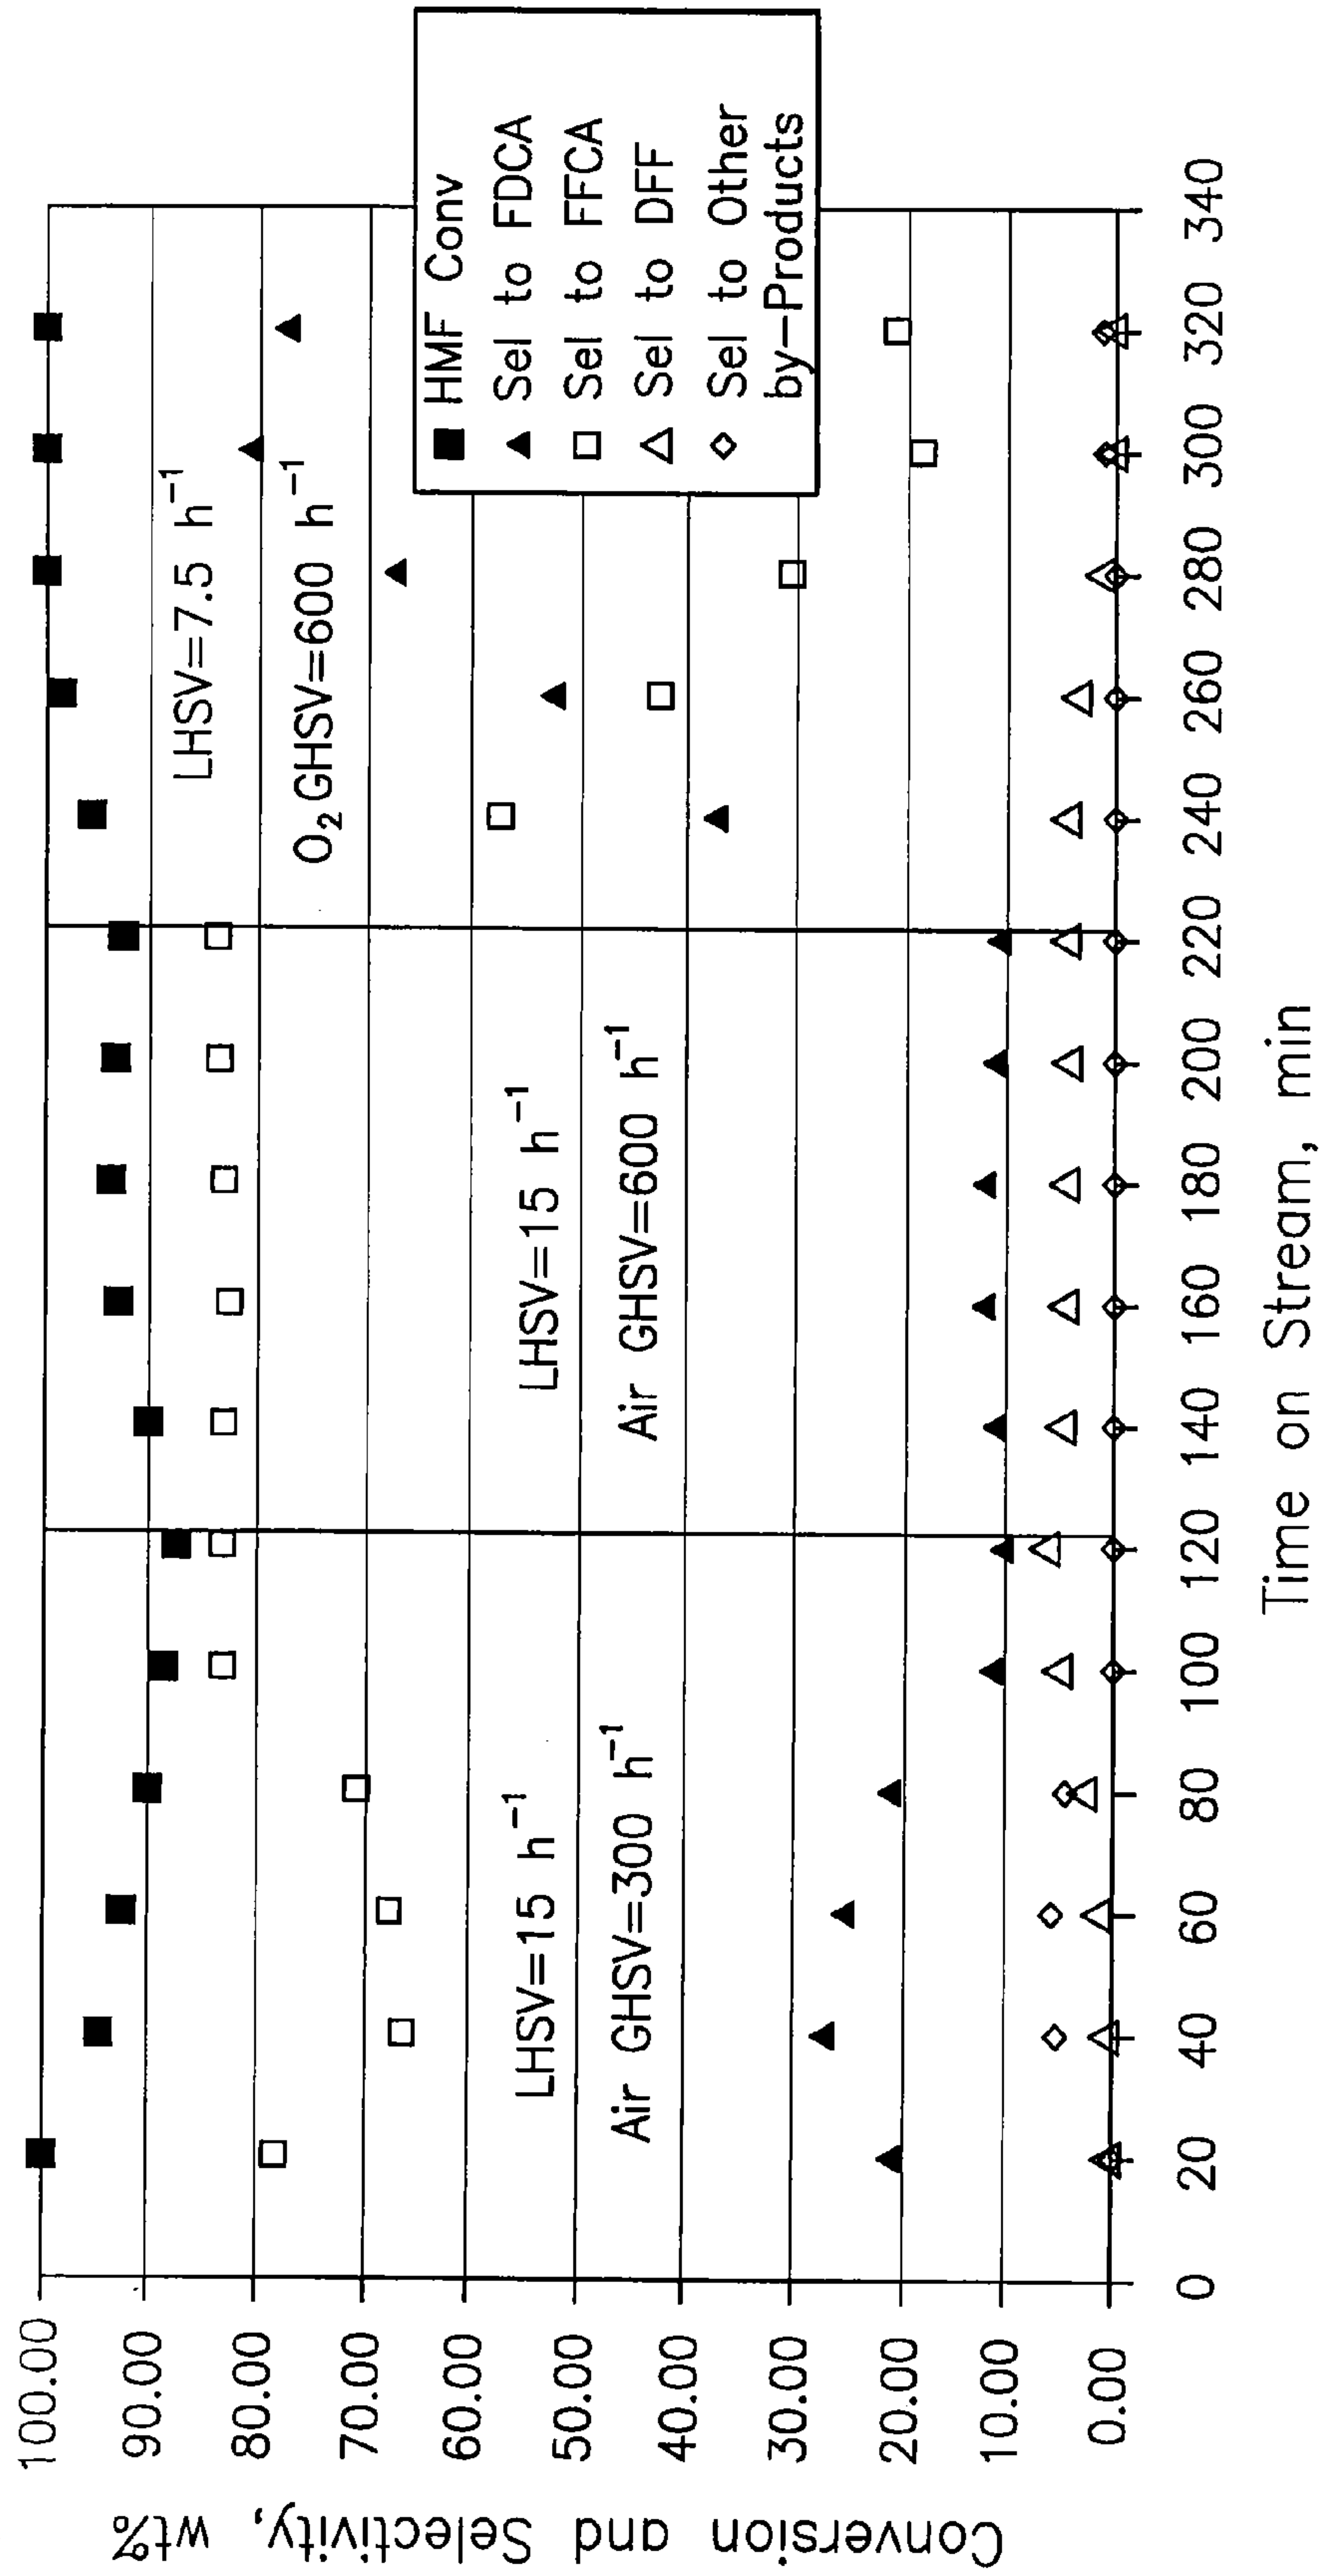 Conversion and Selectivity, wt%
100.00
90.00
80.00
70.00
60.00
50.00
40.00
30.00
20.00
10.00
0.00
LHSV=15 h⁻¹
Air GHSV=300 h⁻¹
LHSV=15 h⁻¹
Air GHSV=600 h⁻¹
LHSV=7.5 h⁻¹
O₂ GHSV=600 h⁻¹
HMF Conv
Sel to FDCA
Sel to FFCA
Sel to DFF
Sel to Other
by-Products
0 20 40 60 80 100 120 140 160 180 200 220 240 260 280 300 320 340
Time on Stream, min